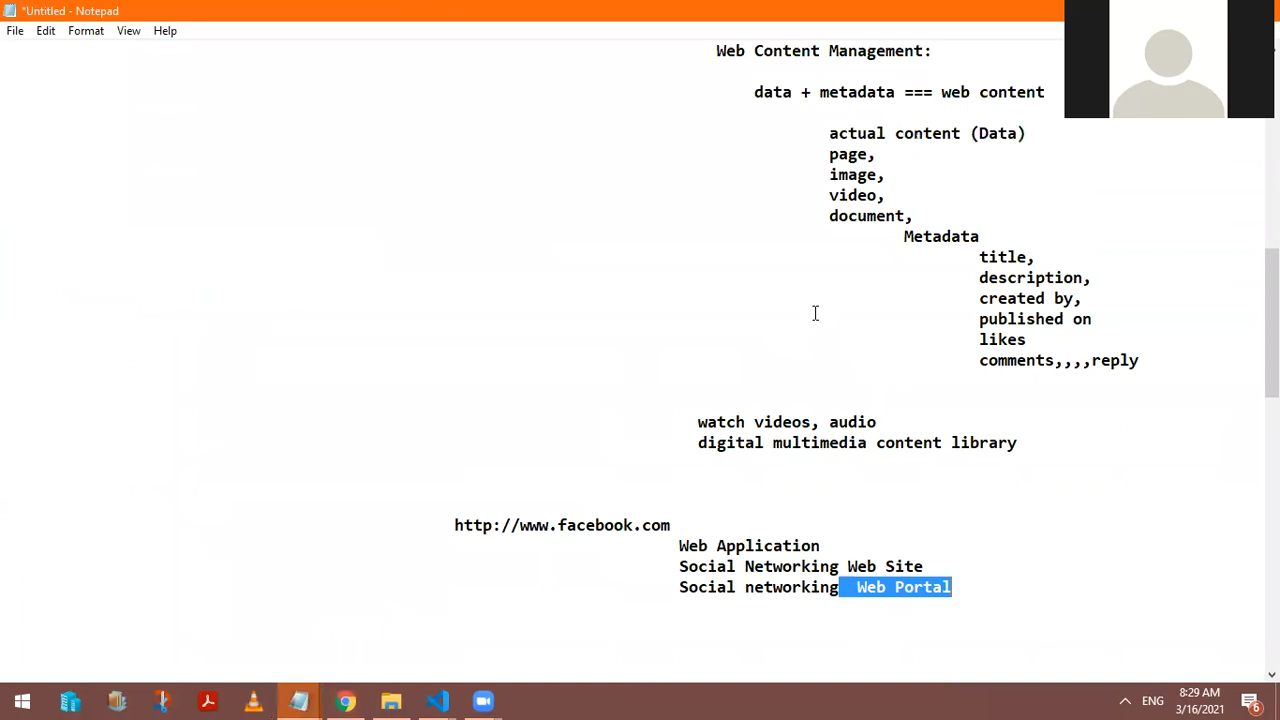 *Untitled - Notepad
File Edit Format View Help
Web Content Management:
data + metadata === web content
actual content (Data)
page,
image,
video,
document,
Metadata
title,
description,
created by,
published on
likes
comments,,,,reply
watch videos, audio
digital multimedia content library
http://www.facebook.com
Web Application
Social Networking Web Site
Social networking  Web Portal
ENG
8:29 AM
3/16/2021
6